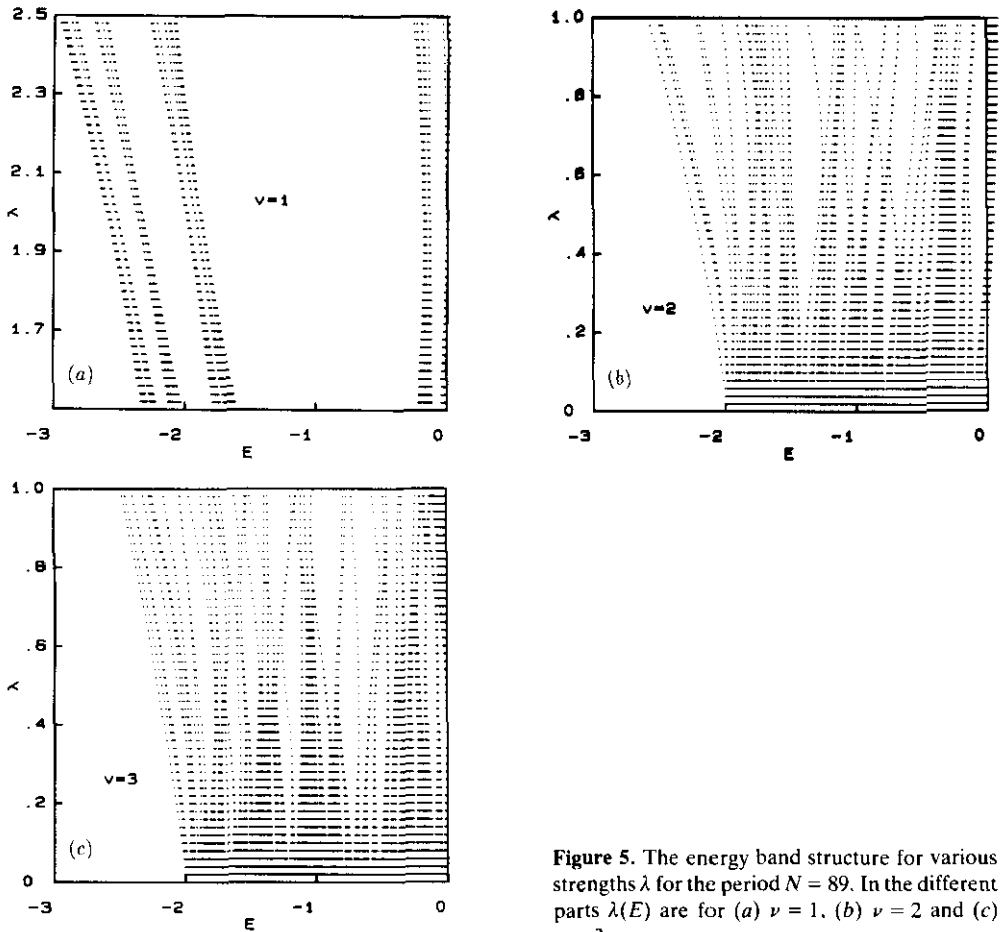 2.5
2.3
2.1
λ
1.9
1.7
ν=1
(a)
-3 -2 -1 0
E
1.0
.8
.6
λ
.4
.2
0
ν=2
(b)
-3 -2 -1 0
E
1.0
.8
.6
λ
.4
.2
0
ν=3
(c)
-3 -2 -1 0
E
Figure 5. The energy band structure for various
strengths λ for the period N = 89. In the different
parts λ(E) are for (a) ν = 1, (b) ν = 2 and (c)